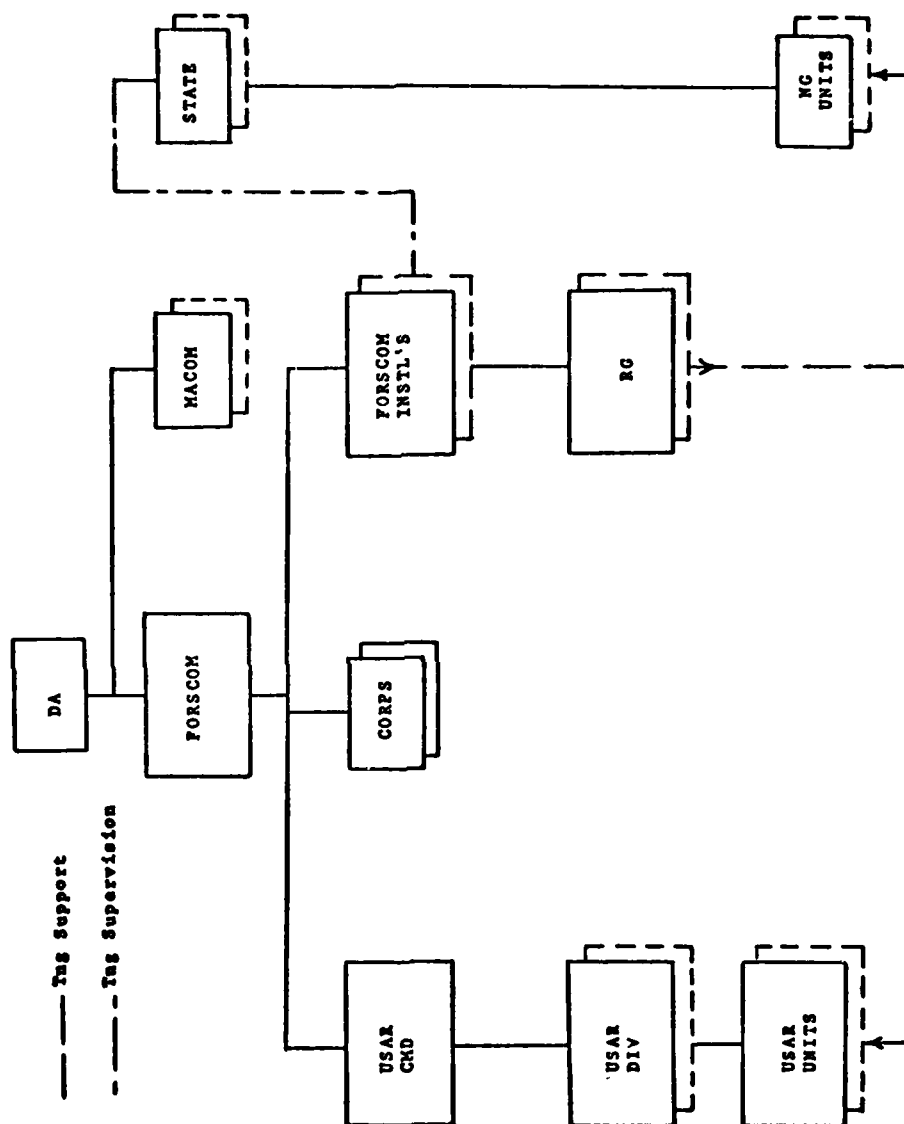 Tng Support
Tng Supervision
DA
FORSCOM
MACOM
STATE
USAR
CMD
CORPS
FORSCOM
INSTL'S
'USAR
DIV
RG
USAR
UNITS
NG
UNITS